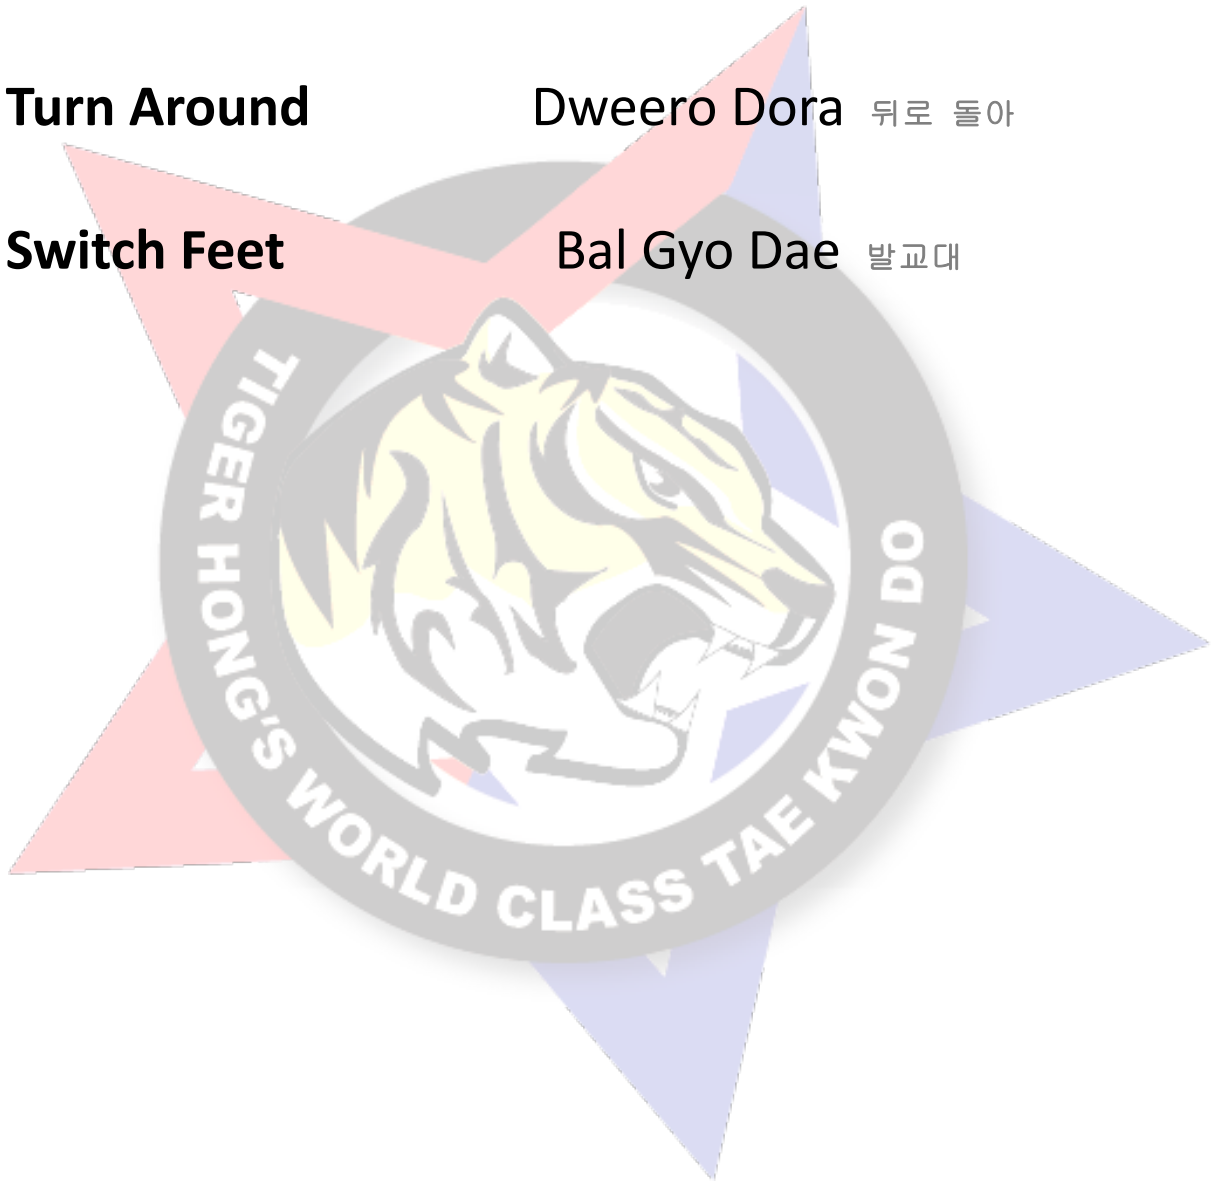 Turn Around Dweero Dora 뒤로 돌아
Switch Feet Bal Gyo Dae 발교대
TIGER HONG'S WORLD CLASS TAE KWON DO